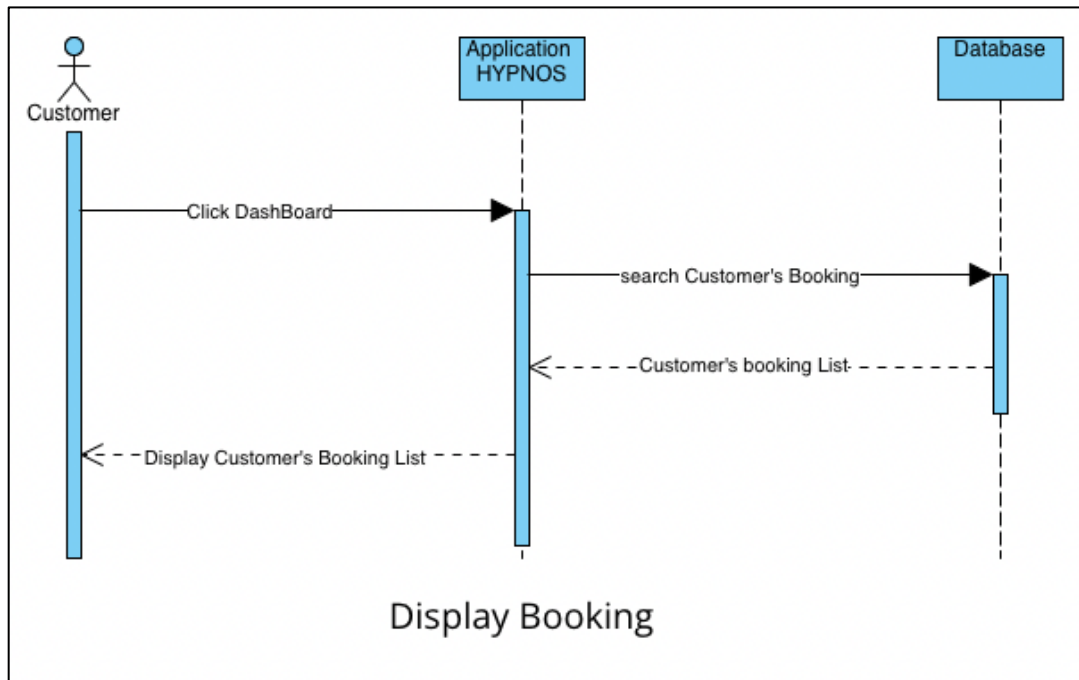 Customer
Application
HYPNOS
Database
Click DashBoard
search Customer's Booking
Customer's booking List
Display Customer's Booking List
Display Booking